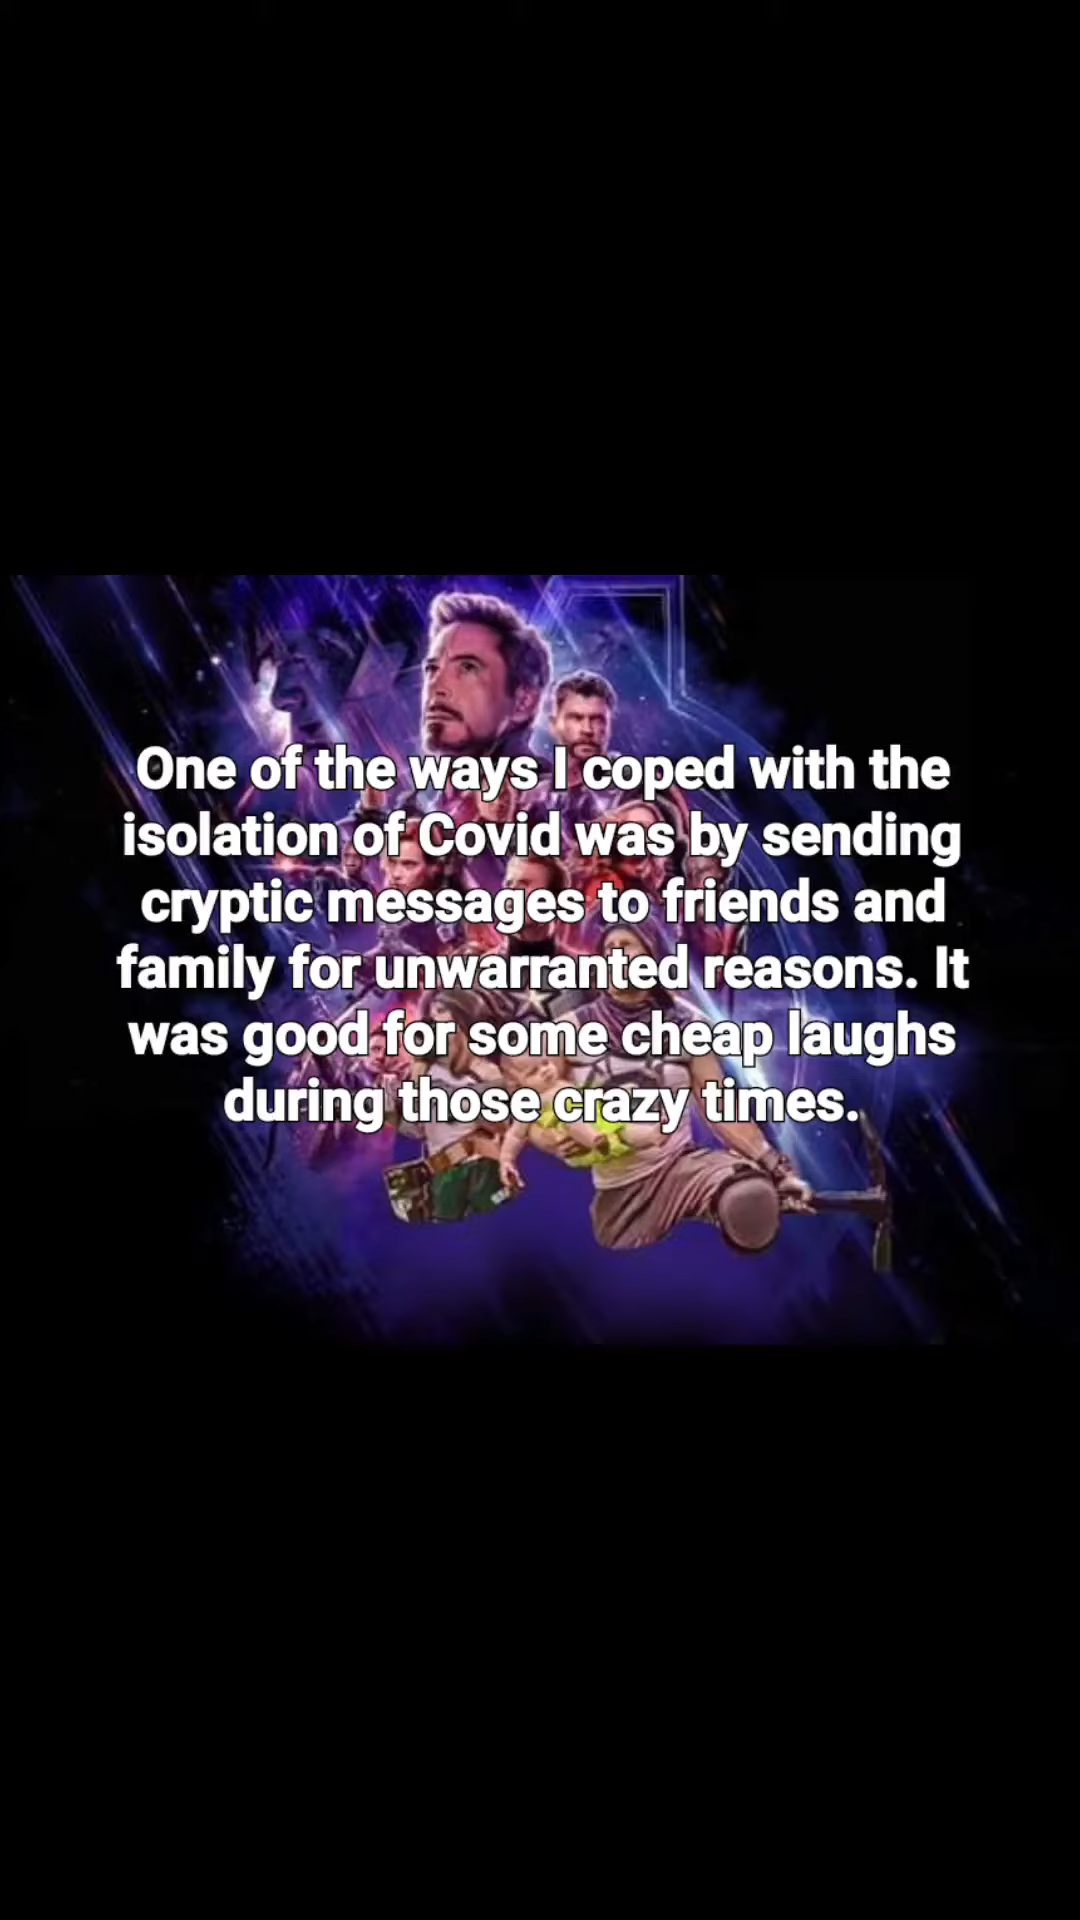 One of the ways I coped with the
isolation of Covid was by sending
cryptic messages to friends and
family for unwarranted reasons. It
was good for some cheap laughs
during those crazy times.